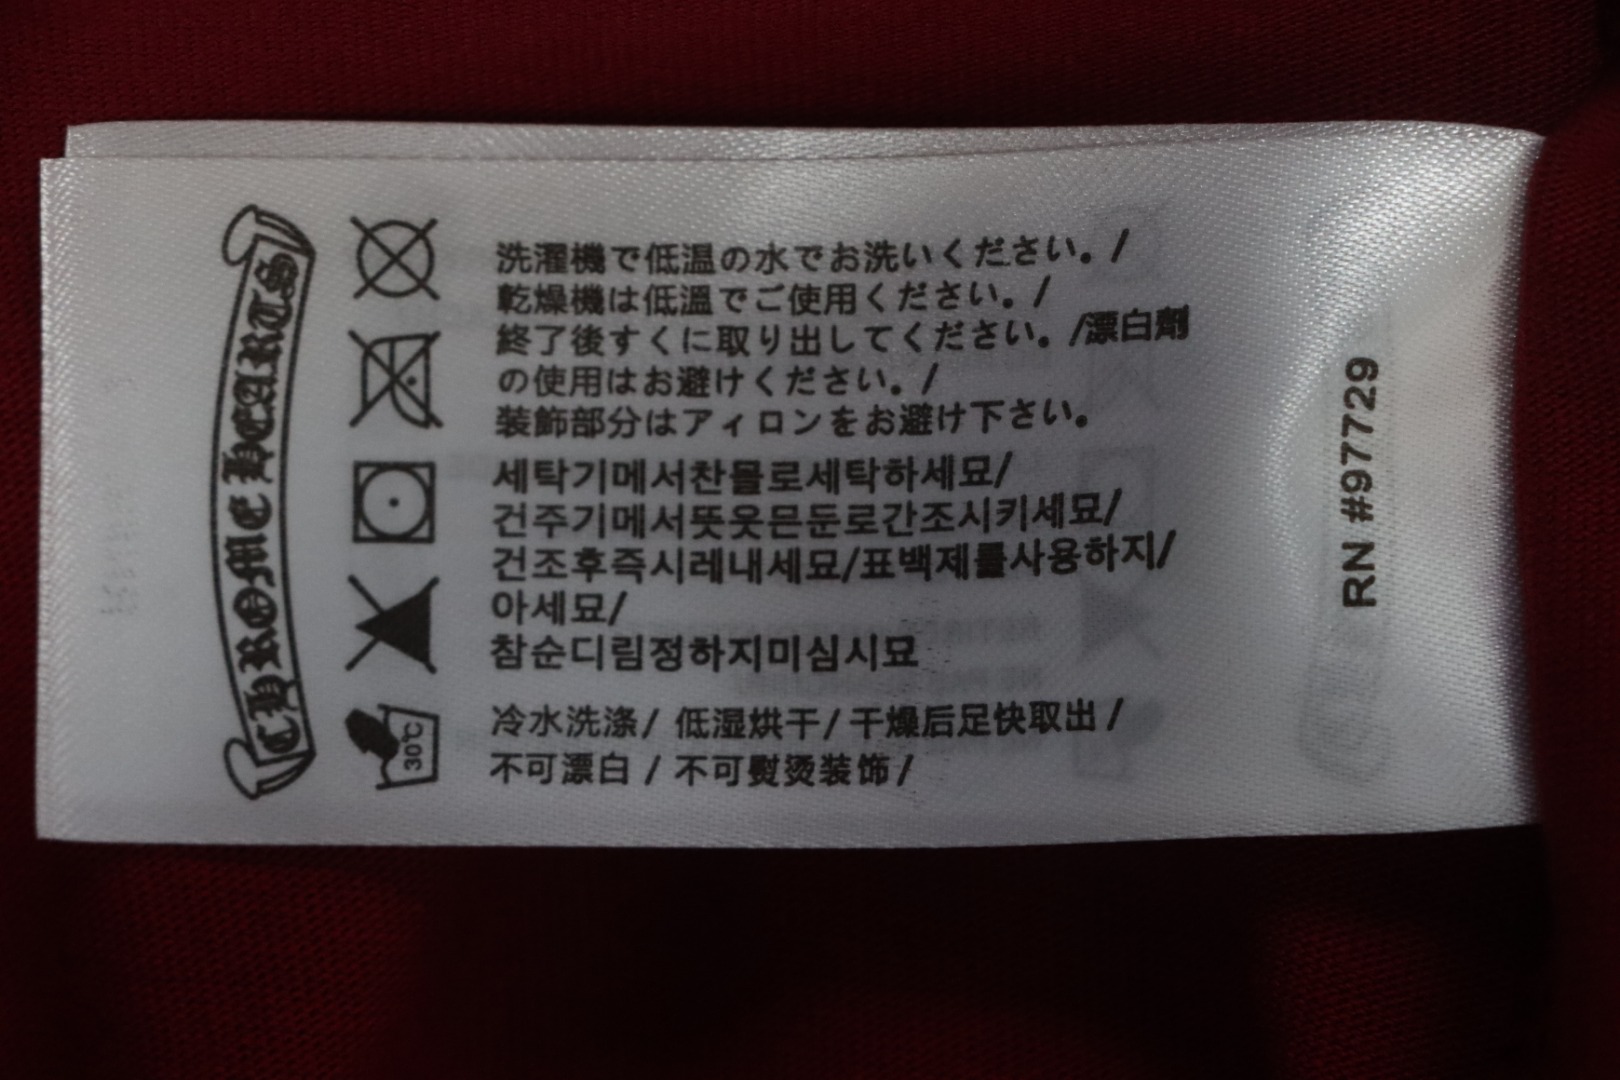 CHROME HEARTS
30℃
洗濯機で低温の水でお洗いください。/
乾燥機は低温でご使用ください。/
終了後すぐに取り出してください。/漂白劑
の使用はお避けください。/
装飾部分はアイロンをお避け下さい。
세탁기메서찬믈로세탁하세묘/
건주기메서뜻웃믄둔로간조시키세묘/
건조후즉시레내세묘/표백제를사용하지/
아세묘/
참순디림정하지미심시묘
冷水洗涤/ 低湿烘干/ 干燥后足快取出 /
不可漂白 / 不可熨烫装饰/
RN #97729